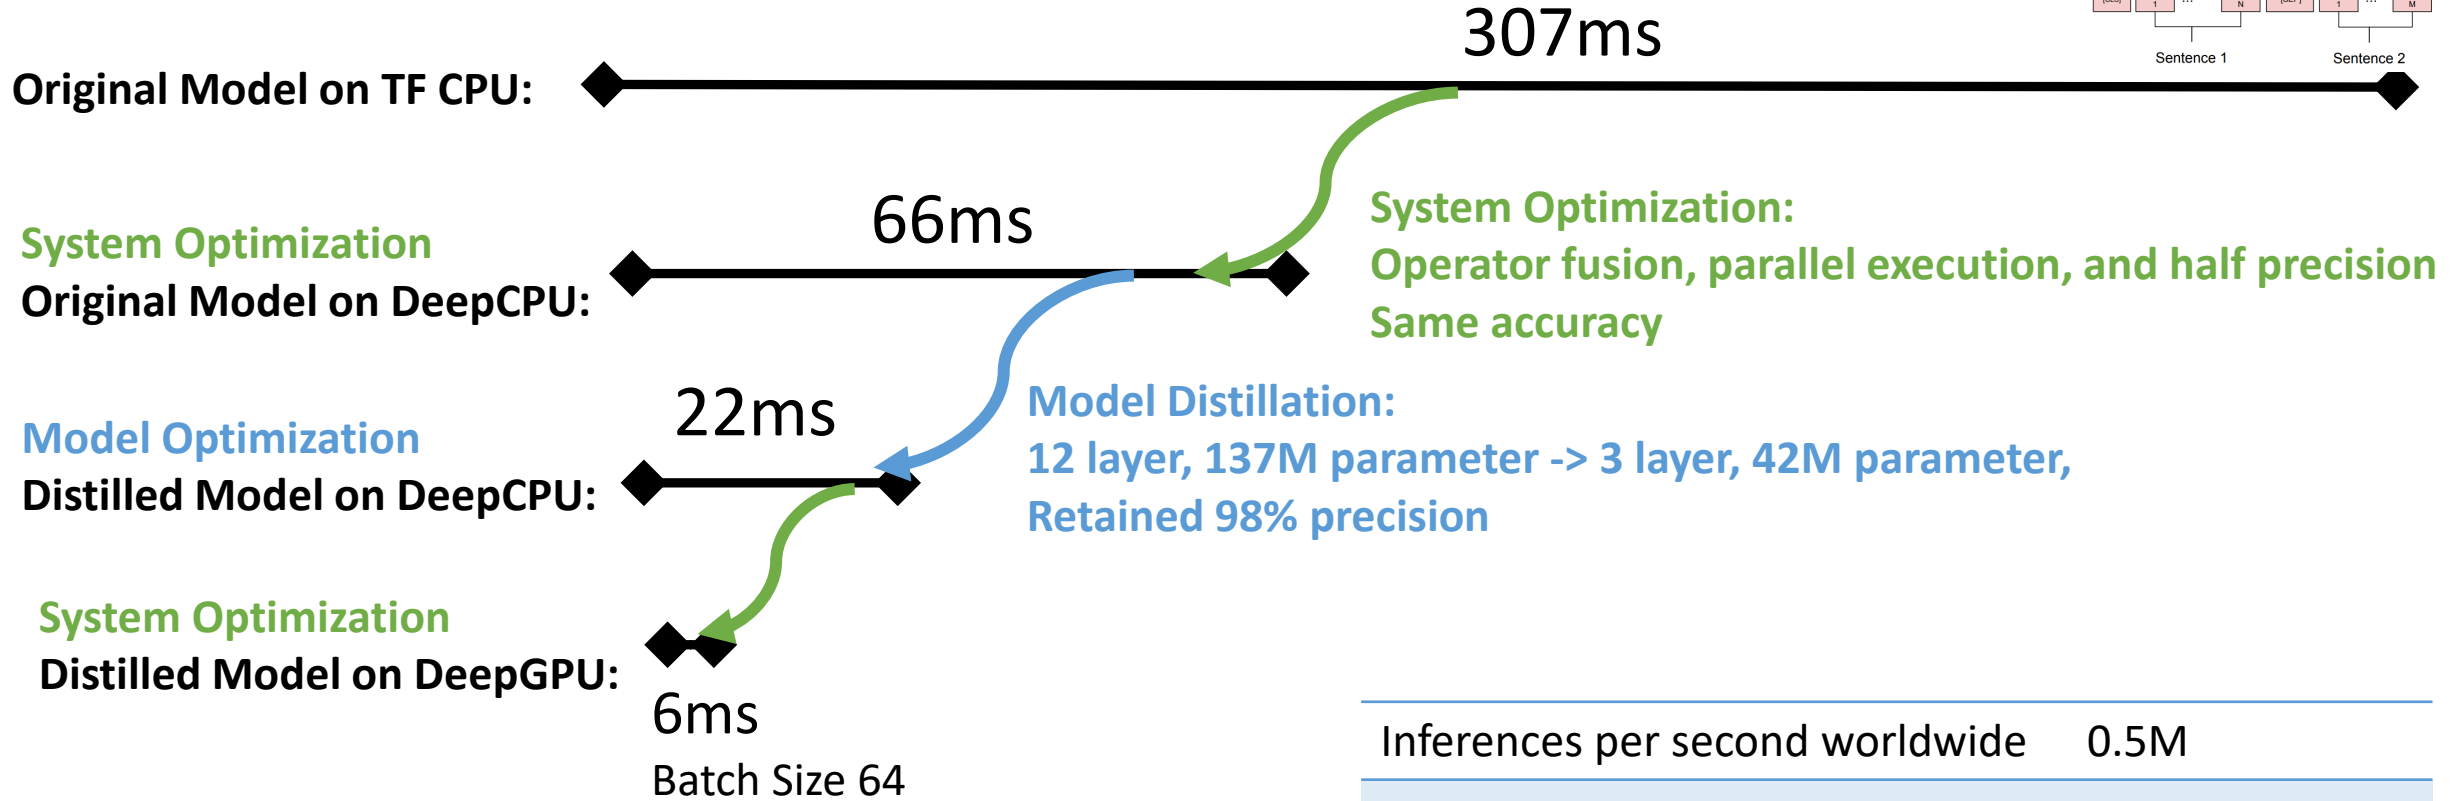 1 ... N 1 ... M
Sentence 1 Sentence 2
307ms
Original Model on TF CPU:
66ms
System Optimization
Original Model on DeepCPU:
System Optimization:
Operator fusion, parallel execution, and half precision
Same accuracy
22ms
Model Optimization
Distilled Model on DeepCPU:
Model Distillation:
12 layer, 137M parameter -> 3 layer, 42M parameter,
Retained 98% precision
System Optimization
Distilled Model on DeepGPU:
6ms
Batch Size 64
Inferences per second worldwide 0.5M